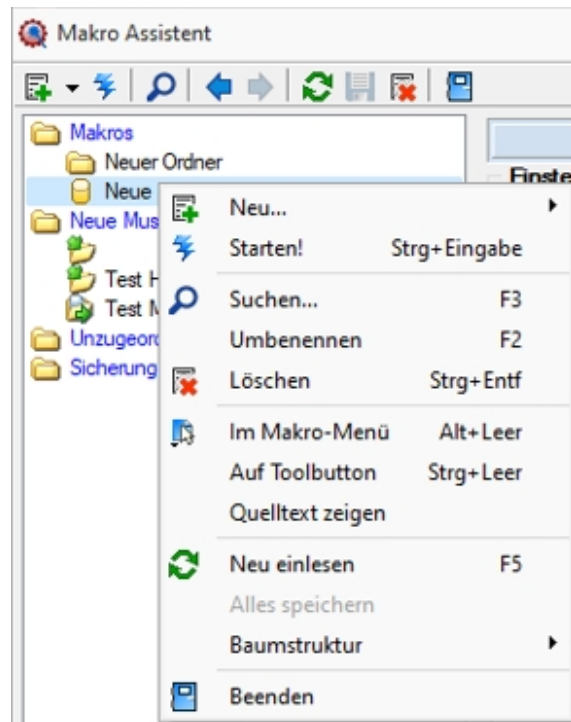 Makro Assistent
Makros
Neuer Ordner
Neue
Neue Mus
Test
Test
Unzugeord
Sicherung
Einste
Neu...
Starten! Strg+Eingabe
Suchen... F3
Umbenennen F2
Löschen Strg+Entf
Im Makro-Menü Alt+Leer
Auf Toolbutton Strg+Leer
Quelltext zeigen
Neu einlesen F5
Alles speichern
Baumstruktur
Beenden